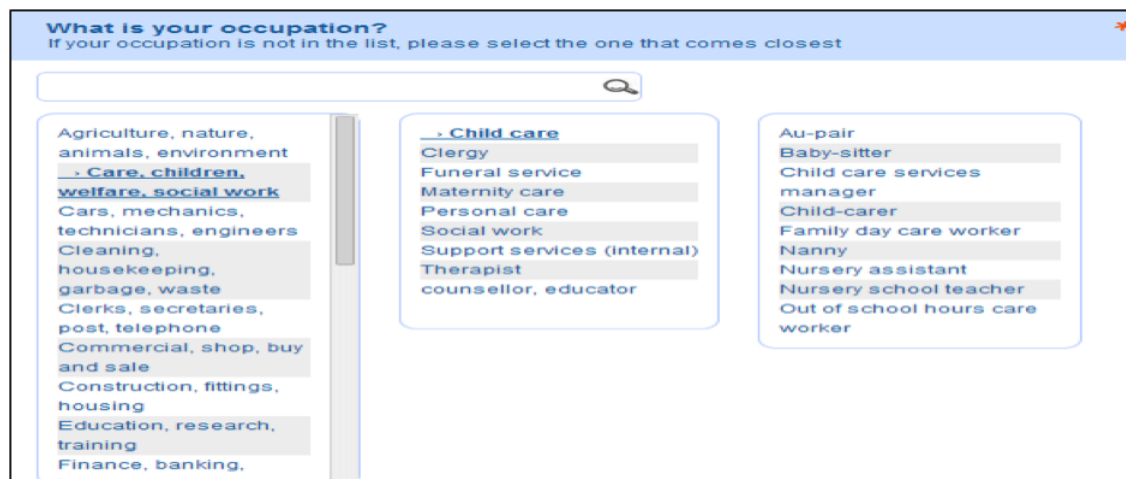 What is your occupation?
*
If your occupation is not in the list, please select the one that comes closest
Agriculture, nature,
animals, environment
› Care, children,
welfare, social work
Cars, mechanics,
technicians, engineers
Cleaning,
housekeeping,
garbage, waste
Clerks, secretaries,
post, telephone
Commercial, shop, buy
and sale
Construction, fittings,
housing
Education, research,
training
Finance, banking,
› Child care
Clergy
Funeral service
Maternity care
Personal care
Social work
Support services (internal)
Therapist
counsellor, educator
Au-pair
Baby-sitter
Child care services
manager
Child-carer
Family day care worker
Nanny
Nursery assistant
Nursery school teacher
Out of school hours care
worker